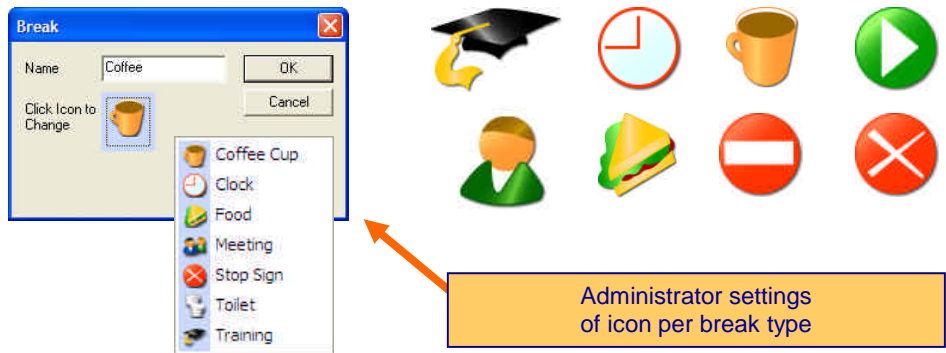 Break
Name
Coffee
OK
Click Icon to
Change
Cancel
Coffee Cup
Clock
Food
Meeting
Stop Sign
Toilet
Training
Administrator settings
of icon per break type